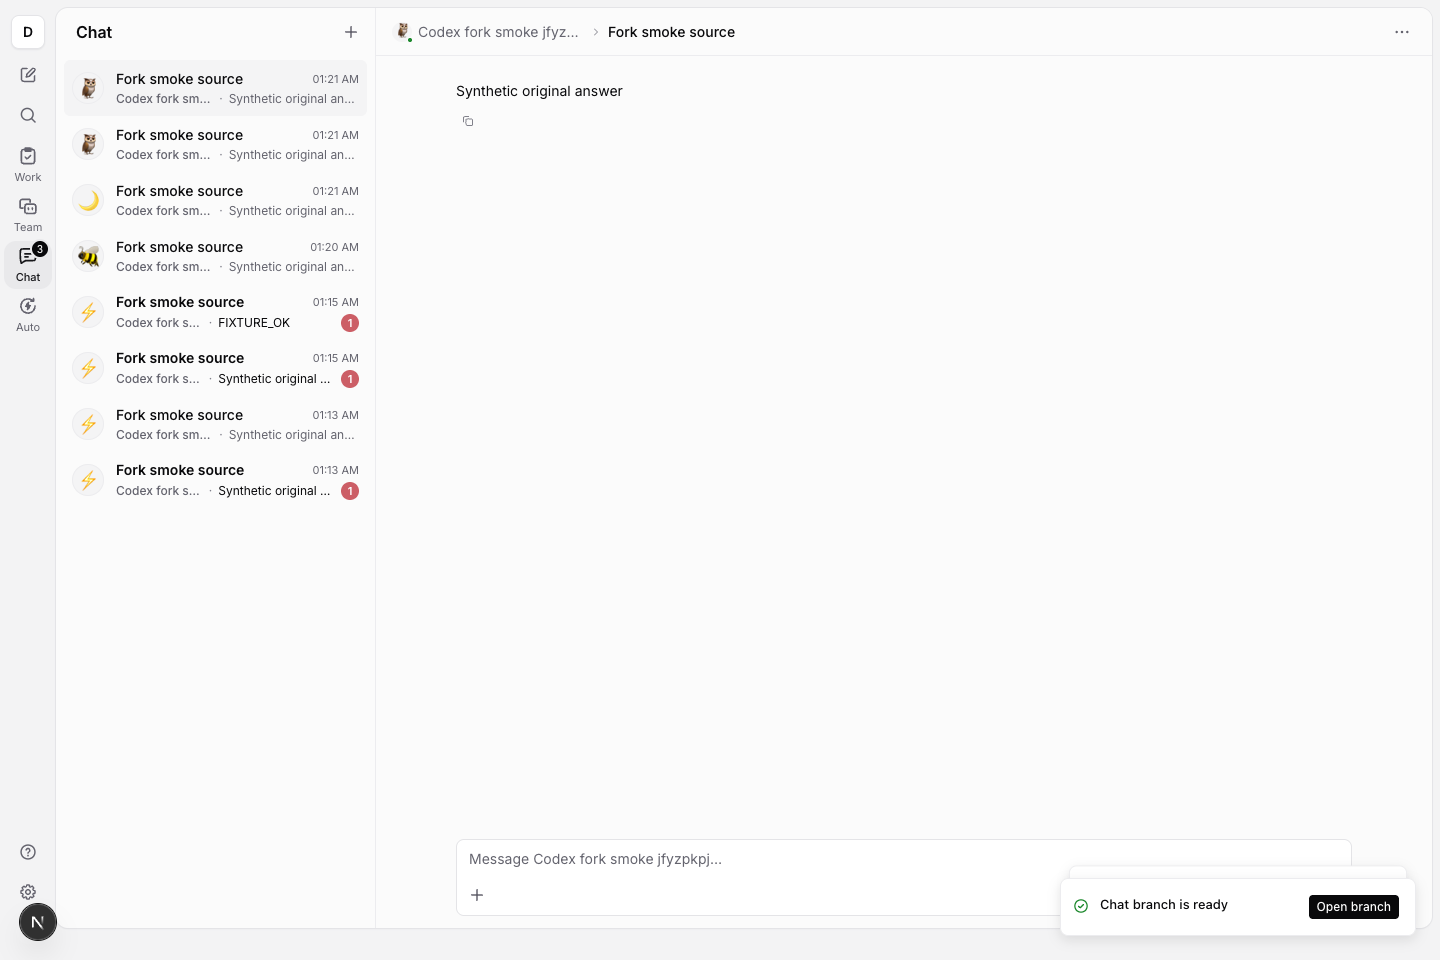 D
Work
Team
3
Chat
Auto
N
Chat
Fork smoke source 01:21 AM
Codex fork sm... · Synthetic original an...
Fork smoke source 01:21 AM
Codex fork sm... · Synthetic original an...
Fork smoke source 01:21 AM
Codex fork sm... · Synthetic original an...
Fork smoke source 01:20 AM
Codex fork sm... · Synthetic original an...
Fork smoke source 01:15 AM
Codex fork s... · FIXTURE_OK 1
Fork smoke source 01:15 AM
Codex fork s... · Synthetic original ... 1
Fork smoke source 01:13 AM
Codex fork sm... · Synthetic original an...
Fork smoke source 01:13 AM
Codex fork s... · Synthetic original ... 1
Codex fork smoke jfyz... > Fork smoke source
Synthetic original answer
Message Codex fork smoke jfyzpkpj...
Chat branch is ready Open branch